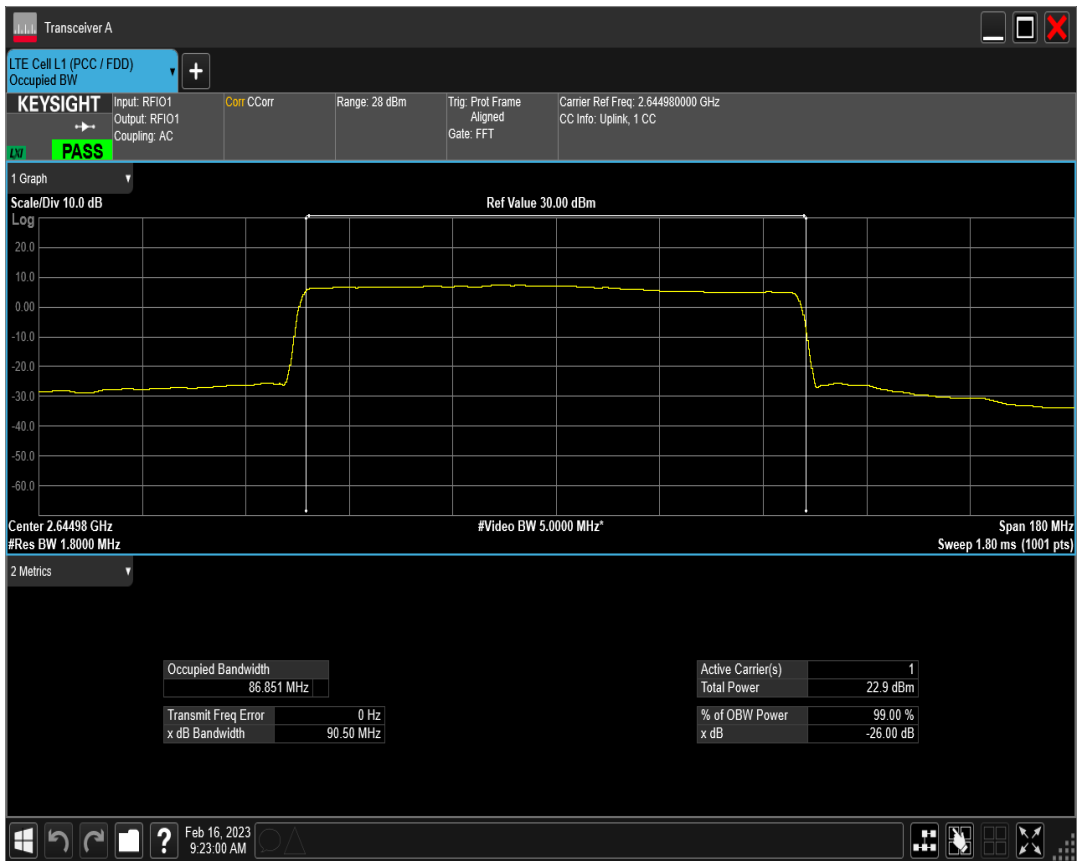 Transceiver A
LTE Cell L1 (PCC / FDD)
Occupied BW
KEYSIGHT
Input: RFIO1
Output: RFIO1
Coupling: AC
Corr CCorr
Range: 28 dBm
Trig: Prot Frame
Aligned
Gate: FFT
Carrier Ref Freq: 2.644980000 GHz
CC Info: Uplink, 1 CC
LXI
PASS
1 Graph
Scale/Div 10.0 dB
Ref Value 30.00 dBm
Log
20.0
10.0
0.00
-10.0
-20.0
-30.0
-40.0
-50.0
-60.0
Center 2.64498 GHz
#Video BW 5.0000 MHz*
Span 180 MHz
#Res BW 1.8000 MHz
Sweep 1.80 ms (1001 pts)
2 Metrics
Occupied Bandwidth
86.851 MHz
Transmit Freq Error 0 Hz
x dB Bandwidth 90.50 MHz
Active Carrier(s) 1
Total Power 22.9 dBm
% of OBW Power 99.00 %
x dB -26.00 dB
Feb 16, 2023
9:23:00 AM